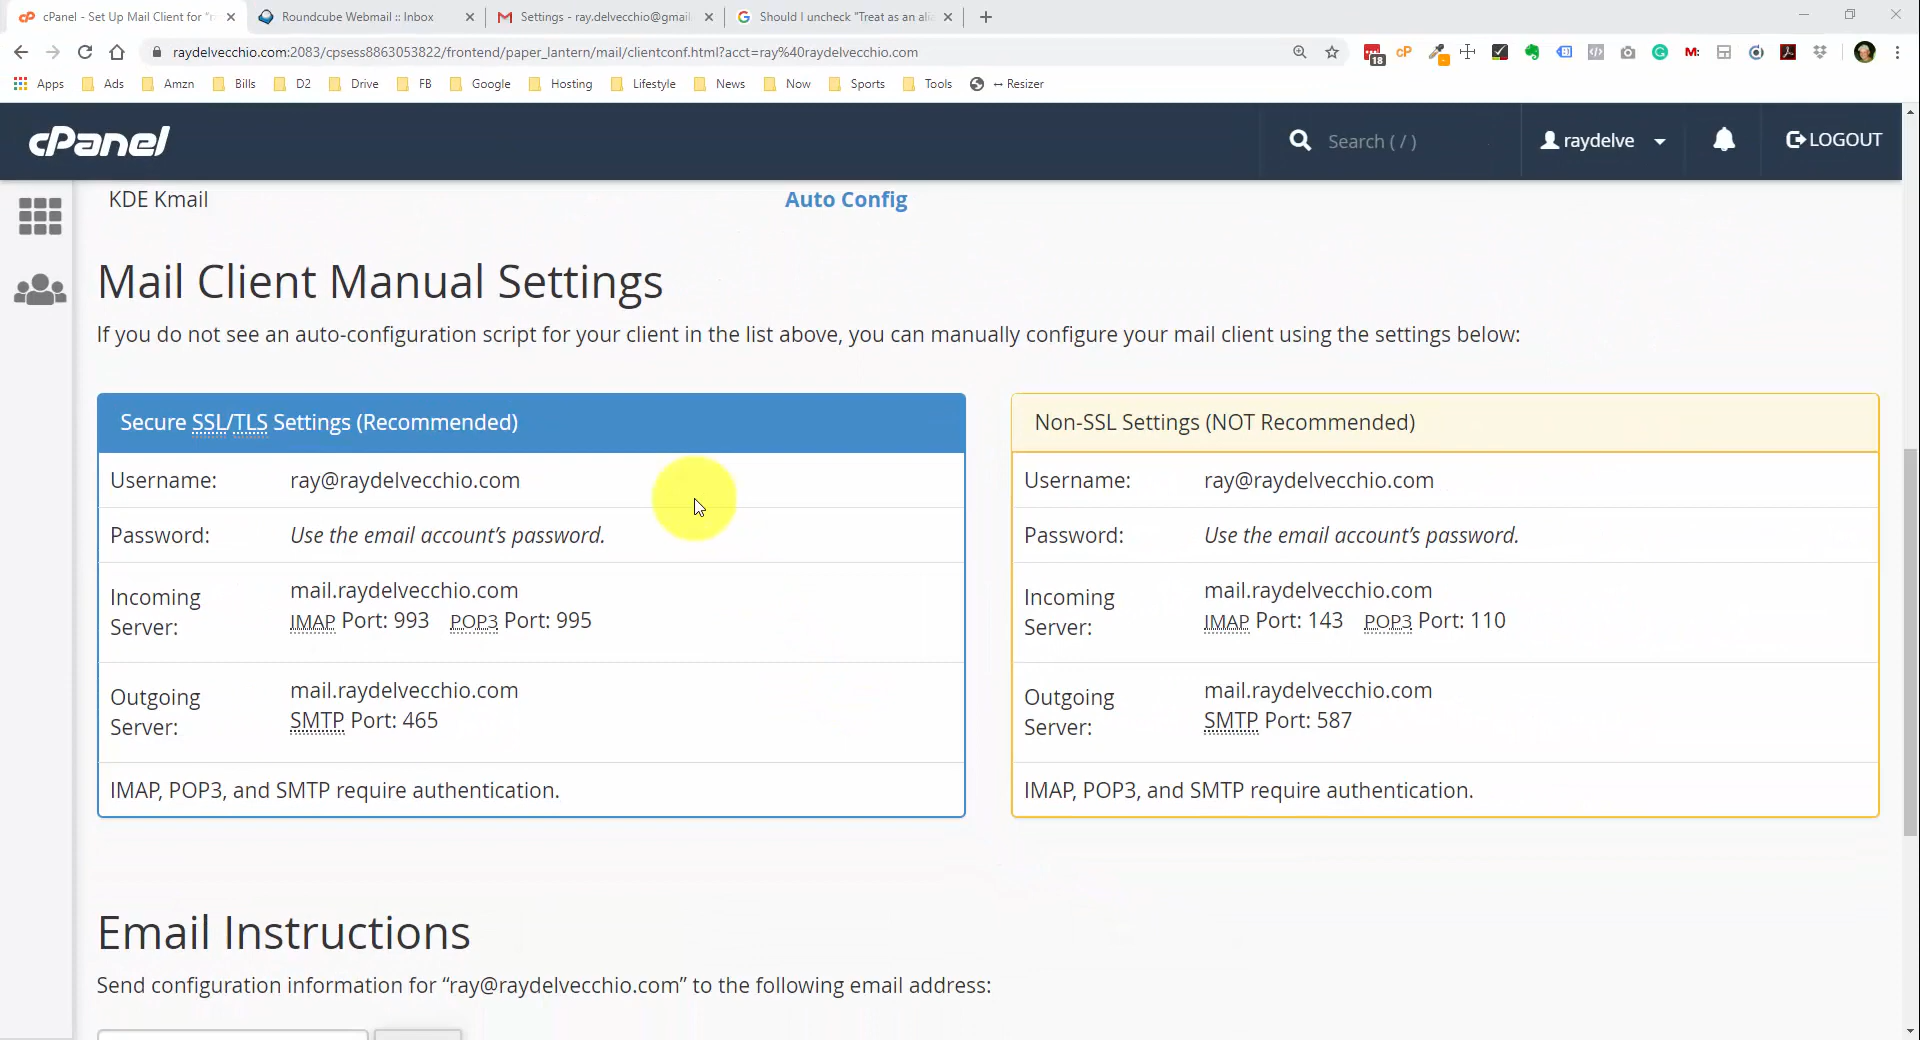 cPanel - Set Up Mail Client for "r
Roundcube Webmail :: Inbox
Settings - ray.delvecchio@gmail
Should I uncheck "Treat as an ali
raydelvecchio.com:2083/cpsess8863053822/frontend/paper_lantern/mail/clientconf.html?acct=ray%40raydelvecchio.com
18
cP
M:
Apps
Ads
Amzn
Bills
D2
Drive
FB
Google
Hosting
Lifestyle
News
Now
Sports
Tools
↔ Resizer
cPanel
Search ( / )
raydelve
LOGOUT
KDE Kmail
Auto Config
Mail Client Manual Settings
If you do not see an auto-configuration script for your client in the list above, you can manually configure your mail client using the settings below:
Secure SSL/TLS Settings (Recommended)
Username: ray@raydelvecchio.com
Password: Use the email account’s password.
Incoming Server:
mail.raydelvecchio.com
IMAP Port: 993 POP3 Port: 995
Outgoing Server:
mail.raydelvecchio.com
SMTP Port: 465
IMAP, POP3, and SMTP require authentication.
Non-SSL Settings (NOT Recommended)
Username: ray@raydelvecchio.com
Password: Use the email account’s password.
Incoming Server:
mail.raydelvecchio.com
IMAP Port: 143 POP3 Port: 110
Outgoing Server:
mail.raydelvecchio.com
SMTP Port: 587
IMAP, POP3, and SMTP require authentication.
Email Instructions
Send configuration information for “ray@raydelvecchio.com” to the following email address: